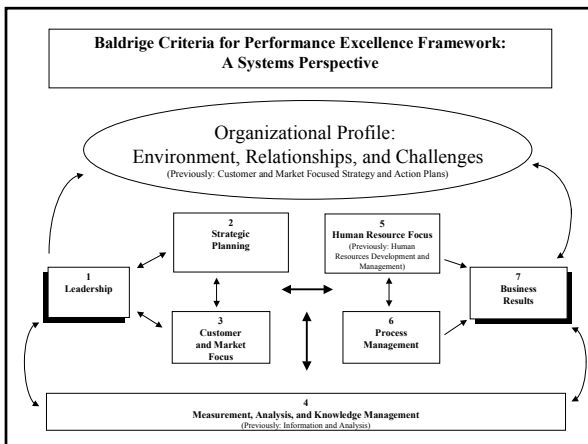 Baldrige Criteria for Performance Excellence Framework:
A Systems Perspective
Organizational Profile:
Environment, Relationships, and Challenges
(Previously: Customer and Market Focused Strategy and Action Plans)
2
Strategic
Planning
5
Human Resource Focus
(Previously: Human
Resources Development and
Management)
1
Leadership
7
Business
Results
3
Customer
and Market
Focus
6
Process
Management
4
Measurement, Analysis, and Knowledge Management
(Previously: Information and Analysis)